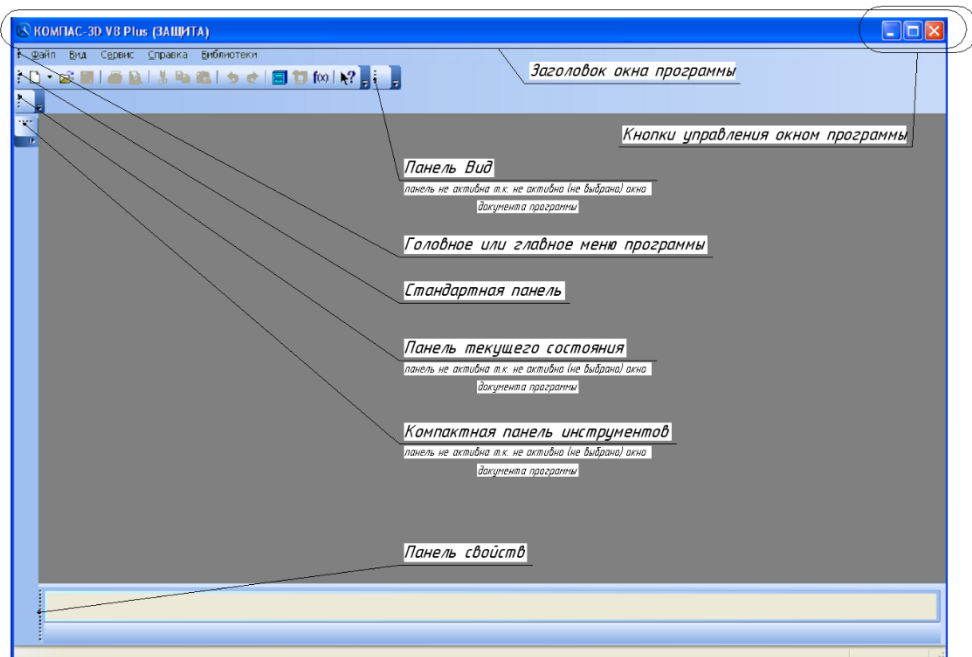 КОМПАС-3D V8 Plus (ЗАЩИТА)
Файл Вид Сервис Справка Библиотеки
f(x) ?
Заголовок окна программы
Кнопки управления окном программы
Панель Вид
панель не активна т.к. не активно (не выбрано) окно
документа программы
Головное или главное меню программы
Стандартная панель
Панель текущего состояния
панель не активна т.к. не активно (не выбрано) окно
документа программы
Компактная панель инструментов
панель не активна т.к. не активно (не выбрано) окно
документа программы
Панель свойств